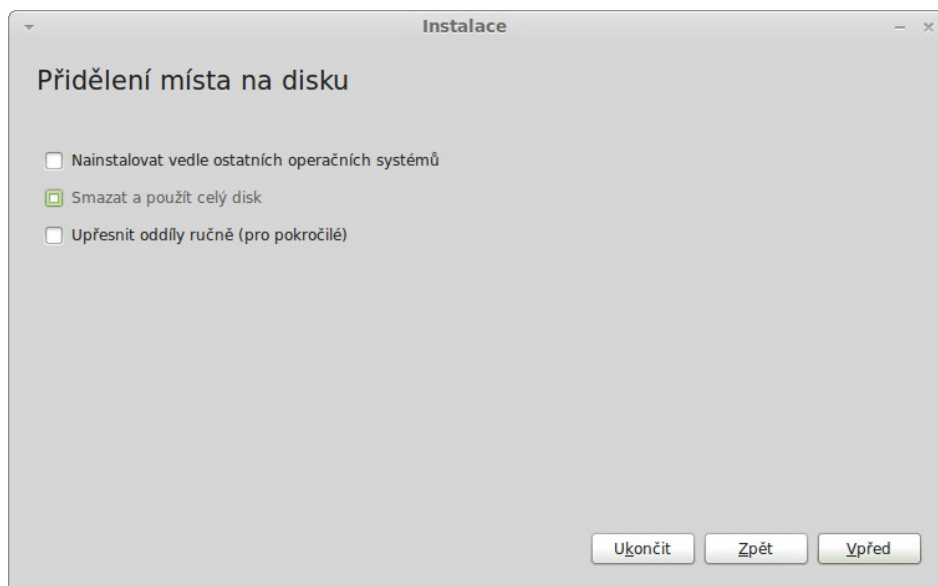 Instalace
Přidělení místa na disku
Nainstalovat vedle ostatních operačních systémů
Smazat a použít celý disk
Upřesnit oddíly ručně (pro pokročilé)
Ukončit
Zpět
Vpřed